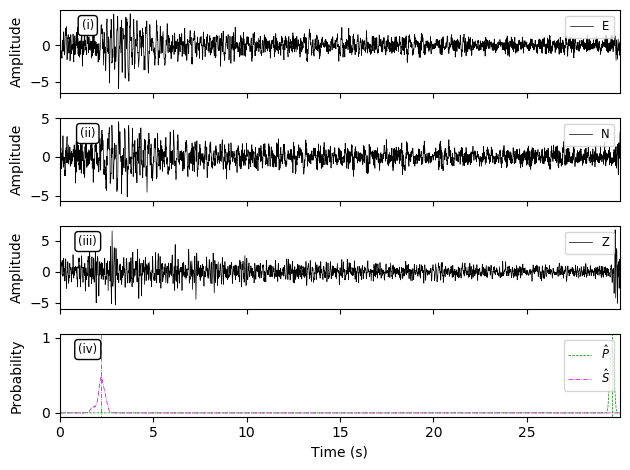 Amplitude
(i)
E
0
−5
Amplitude
(ii)
N
5
0
−5
Amplitude
(iii)
Z
5
0
−5
Probability
(iv)
P̂
Ŝ
1
0
0 5 10 15 20 25
Time (s)